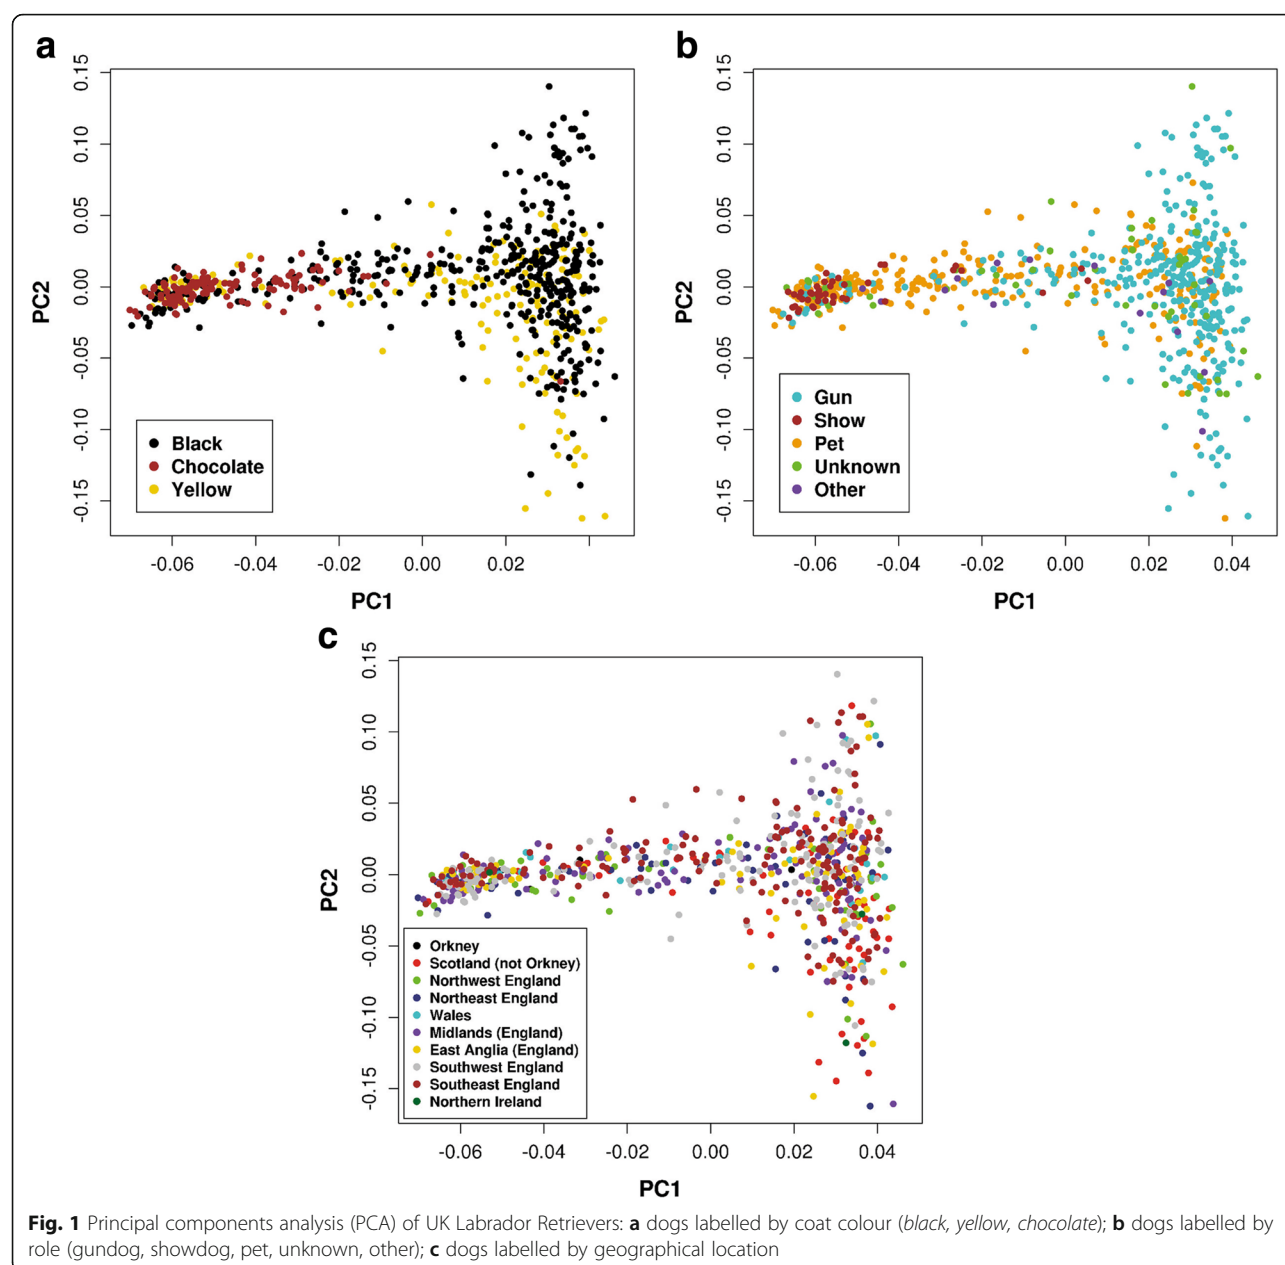 a
0.15
0.10
0.05
0.00
-0.05
-0.10
-0.15
PC2
Black
Chocolate
Yellow
-0.06
-0.04
-0.02
0.00
0.02
PC1
b
0.15
0.10
0.05
0.00
-0.05
-0.10
-0.15
PC2
Gun
Show
Pet
Unknown
Other
-0.06
-0.04
-0.02
0.00
0.02
0.04
PC1
c
0.15
0.10
0.05
0.00
-0.05
-0.10
-0.15
PC2
Orkney
Scotland (not Orkney)
Northwest England
Northeast England
Wales
Midlands (England)
East Anglia (England)
Southwest England
Southeast England
Northern Ireland
-0.06
-0.04
-0.02
0.00
0.02
0.04
PC1
Fig. 1 Principal components analysis (PCA) of UK Labrador Retrievers: a dogs labelled by coat colour (black, yellow, chocolate); b dogs labelled by
role (gundog, showdog, pet, unknown, other); c dogs labelled by geographical location